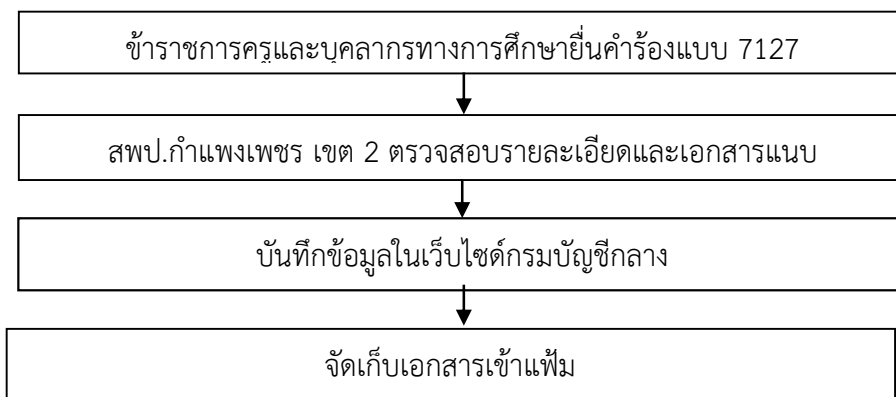 ข้าราชการครูและบุคลากรทางการศึกษายื่นคำร้องแบบ 7127
สพป.กำแพงเพชร เขต 2 ตรวจสอบรายละเอียดและเอกสารแนบ
บันทึกข้อมูลในเว็บไซด์กรมบัญชีกลาง
จัดเก็บเอกสารเข้าแฟ้ม